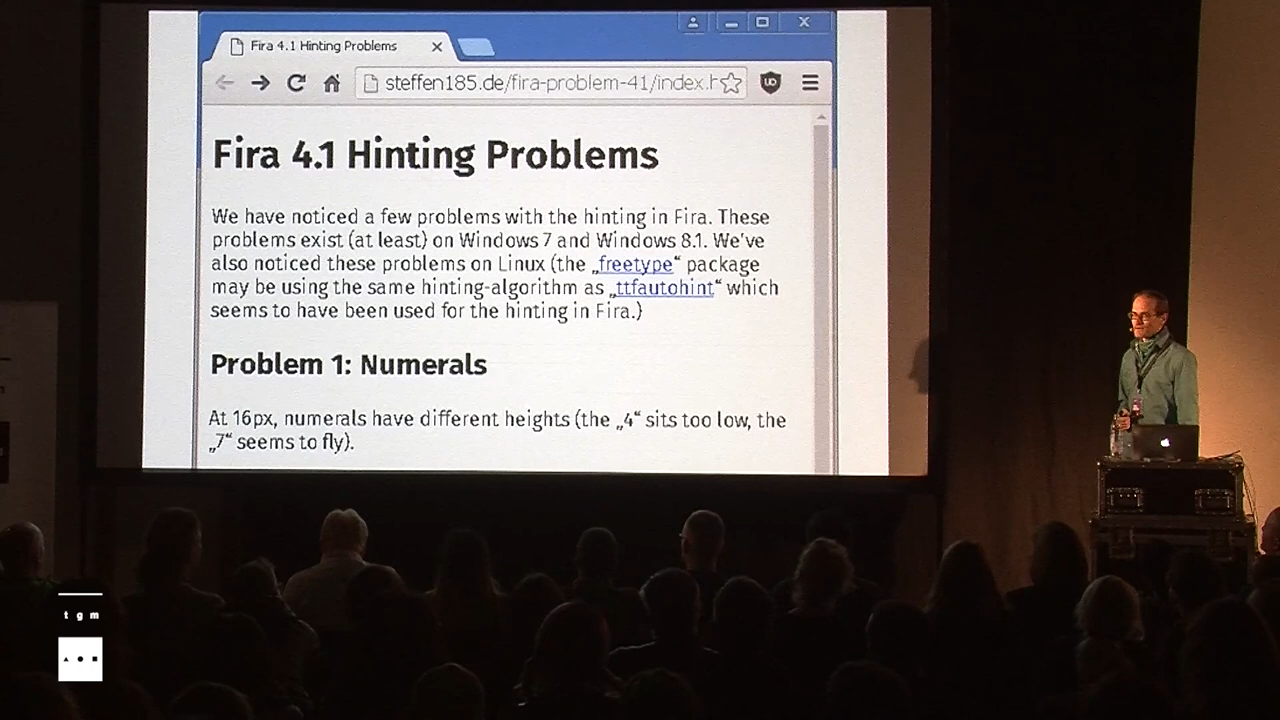 Fira 4.1 Hinting Problems
steffen185.de/fira-problem-41/index.h
Fira 4.1 Hinting Problems
We have noticed a few problems with the hinting in Fira. These
problems exist (at least) on Windows 7 and Windows 8.1. We've
also noticed these problems on Linux (the „freetype“ package
may be using the same hinting-algorithm as „ttfautohint“ which
seems to have been used for the hinting in Fira.)
Problem 1: Numerals
At 16px, numerals have different heights (the „4“ sits too low, the
„7“ seems to fly).
tgm